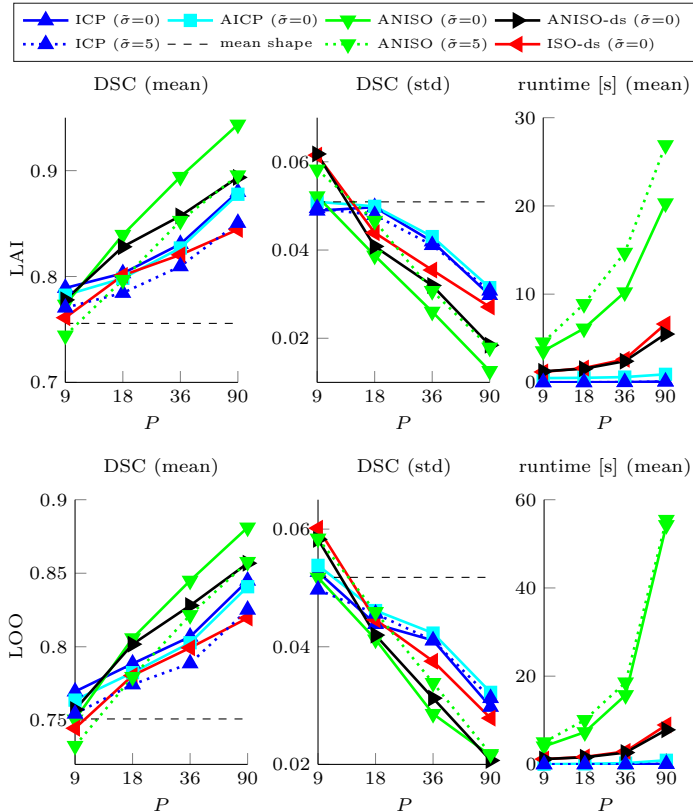 ICP (σ̃=0) AICP (σ̃=0) ANISO (σ̃=0) ANISO-ds (σ̃=0)
ICP (σ̃=5) mean shape ANISO (σ̃=5) ISO-ds (σ̃=0)
DSC (mean) DSC (std) runtime [s] (mean)
LAI
0.9
0.8
0.7
9 18 36 90
P
0.06
0.04
0.02
9 18 36 90
P
30
20
10
0
9 18 36 90
P
DSC (mean) DSC (std) runtime [s] (mean)
LOO
0.9
0.85
0.8
0.75
9 18 36 90
P
0.06
0.04
0.02
9 18 36 90
P
60
40
20
0
9 18 36 90
P